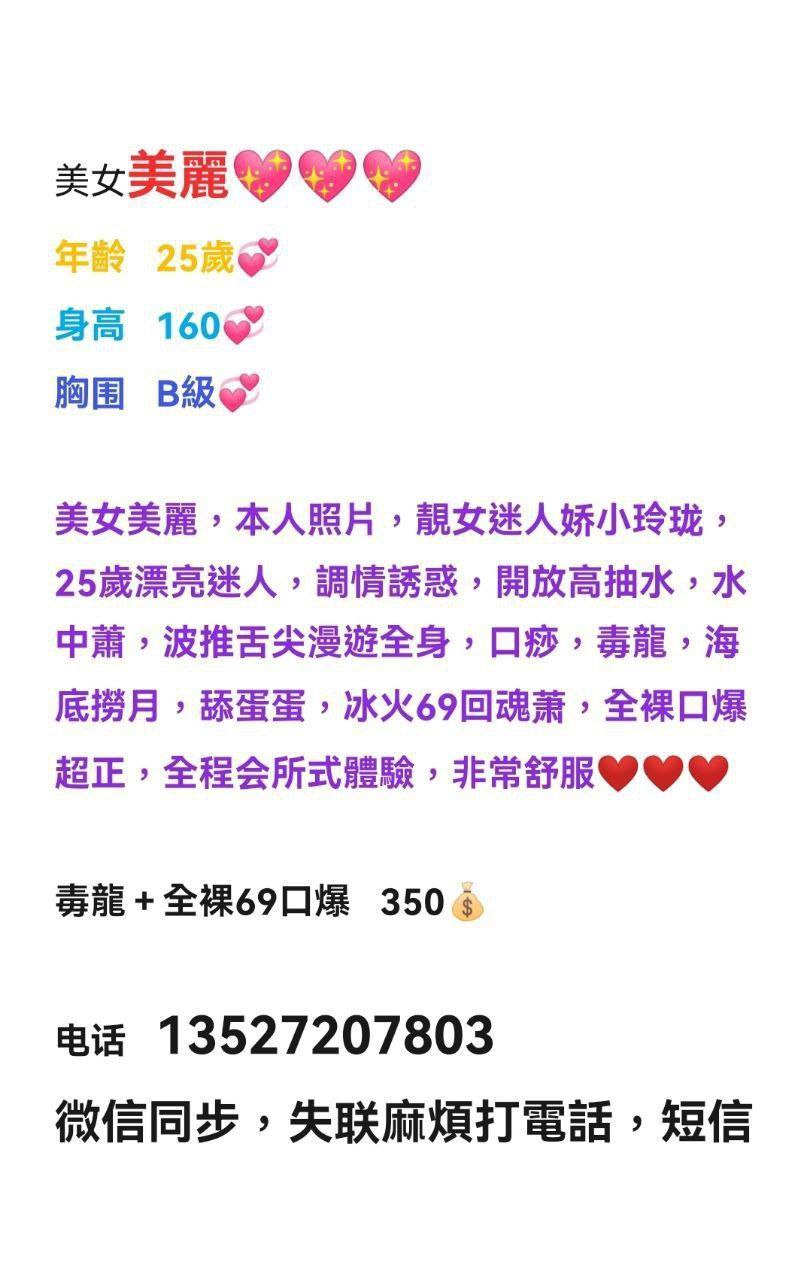 美女美麗💖💖💖
年齡 25歲💞
身高 160💞
胸围 B級💞
美女美麗，本人照片，靚女迷人娇小玲珑，
25歲漂亮迷人，調情誘惑，開放高抽水，水
中蕭，波推舌尖漫遊全身，口痧，毒龍，海
底撈月，舔蛋蛋，冰火69回魂萧，全裸口爆
超正，全程会所式體驗，非常舒服❤️❤️❤️
毒龍 + 全裸69口爆 350💰
电话 13527207803
微信同步，失联麻煩打電話，短信